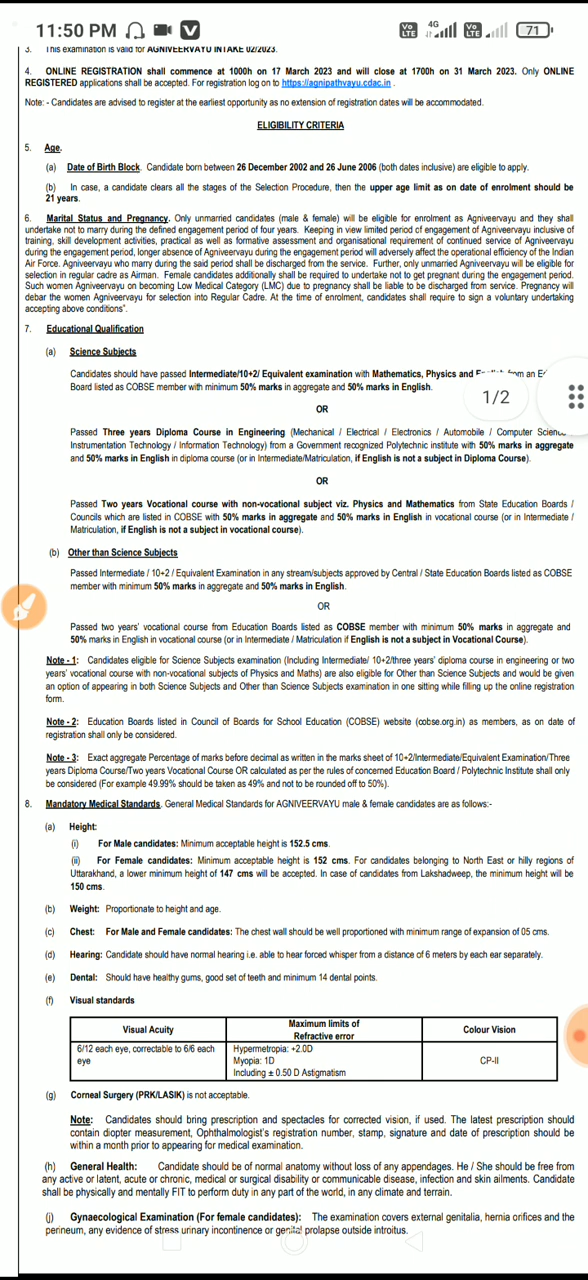 11:50 PM
Vo LTE 4G Vo LTE 71
3. This examination is valid for AGNIVEERVAYU INTAKE 02/2023.
4. ONLINE REGISTRATION shall commence at 1000h on 17 March 2023 and will close at 1700h on 31 March 2023. Only ONLINE
REGISTERED applications shall be accepted. For registration log on to https://agnipathvayu.cdac.in .
Note: - Candidates are advised to register at the earliest opportunity as no extension of registration dates will be accommodated.
ELIGIBILITY CRITERIA
5. Age.
(a) Date of Birth Block. Candidate born between 26 December 2002 and 26 June 2006 (both dates inclusive) are eligible to apply.
(b) In case, a candidate clears all the stages of the Selection Procedure, then the upper age limit as on date of enrolment should be
21 years.
6. Marital Status and Pregnancy. Only unmarried candidates (male & female) will be eligible for enrolment as Agniveervayu and they shall
undertake not to marry during the defined engagement period of four years. Keeping in view limited period of engagement of Agniveervayu inclusive of
training, skill development activities, practical as well as formative assessment and organisational requirement of continued service of Agniveervayu
during the engagement period, longer absence of Agniveervayu during the engagement period will adversely affect the operational efficiency of the Indian
Air Force. Agniveervayu who marry during the said period shall be discharged from the service. Further, only unmarried Agniveervayu will be eligible for
selection in regular cadre as Airman. Female candidates additionally shall be required to undertake not to get pregnant during the engagement period.
Such women Agniveervayu on becoming Low Medical Category (LMC) due to pregnancy shall be liable to be discharged from service. Pregnancy will
debar the women Agniveervayu for selection into Regular Cadre. At the time of enrolment, candidates shall require to sign a voluntary undertaking
accepting above conditions”.
7. Educational Qualification
(a) Science Subjects
Candidates should have passed Intermediate/10+2/ Equivalent examination with Mathematics, Physics and from an
Board listed as COBSE member with minimum 50% marks in aggregate and 50% marks in English.
1/2
OR
Passed Three years Diploma Course in Engineering (Mechanical / Electrical / Electronics / Automobile / Computer Science
Instrumentation Technology / Information Technology) from a Government recognized Polytechnic institute with 50% marks in aggregate
and 50% marks in English in diploma course (or in Intermediate/Matriculation, if English is not a subject in Diploma Course).
OR
Passed Two years Vocational course with non-vocational subject viz. Physics and Mathematics from State Education Boards /
Councils which are listed in COBSE with 50% marks in aggregate and 50% marks in English in vocational course (or in Intermediate /
Matriculation, if English is not a subject in vocational course).
(b) Other than Science Subjects
Passed Intermediate / 10+2 / Equivalent Examination in any stream/subjects approved by Central / State Education Boards listed as COBSE
member with minimum 50% marks in aggregate and 50% marks in English.
OR
Passed two years' vocational course from Education Boards listed as COBSE member with minimum 50% marks in aggregate and
50% marks in English in vocational course (or in Intermediate / Matriculation if English is not a subject in Vocational Course).
Note - 1: Candidates eligible for Science Subjects examination (Including Intermediate/ 10+2/three years' diploma course in engineering or two
years' vocational course with non-vocational subjects of Physics and Maths) are also eligible for Other than Science Subjects and would be given
an option of appearing in both Science Subjects and Other than Science Subjects examination in one sitting while filling up the online registration
form.
Note - 2: Education Boards listed in Council of Boards for School Education (COBSE) website (cobse.org.in) as members, as on date of
registration shall only be considered.
Note - 3: Exact aggregate Percentage of marks before decimal as written in the marks sheet of 10+2/Intermediate/Equivalent Examination/Three
years Diploma Course/Two years Vocational Course OR calculated as per the rules of concerned Education Board / Polytechnic Institute shall only
be considered (For example 49.99% should be taken as 49% and not to be rounded off to 50%).
8. Mandatory Medical Standards. General Medical Standards for AGNIVEERVAYU male & female candidates are as follows:-
(a) Height:
(i) For Male candidates: Minimum acceptable height is 152.5 cms.
(ii) For Female candidates: Minimum acceptable height is 152 cms. For candidates belonging to North East or hilly regions of
Uttarakhand, a lower minimum height of 147 cms will be accepted. In case of candidates from Lakshadweep, the minimum height will be
150 cms.
(b) Weight: Proportionate to height and age.
(c) Chest: For Male and Female candidates: The chest wall should be well proportioned with minimum range of expansion of 05 cms.
(d) Hearing: Candidate should have normal hearing i.e. able to hear forced whisper from a distance of 6 meters by each ear separately.
(e) Dental: Should have healthy gums, good set of teeth and minimum 14 dental points.
(f) Visual standards
Visual Acuity Maximum limits of Refractive error Colour Vision
6/12 each eye, correctable to 6/6 each Hypermetropia: +2.0D
eye Myopia: 1D CP-II
Including ± 0.50 D Astigmatism
(g) Corneal Surgery (PRK/LASIK) is not acceptable.
Note: Candidates should bring prescription and spectacles for corrected vision, if used. The latest prescription should
contain diopter measurement, Ophthalmologist's registration number, stamp, signature and date of prescription should be
within a month prior to appearing for medical examination.
(h) General Health: Candidate should be of normal anatomy without loss of any appendages. He / She should be free from
any active or latent, acute or chronic, medical or surgical disability or communicable disease, infection and skin ailments. Candidate
shall be physically and mentally FIT to perform duty in any part of the world, in any climate and terrain.
(j) Gynaecological Examination (For female candidates): The examination covers external genitalia, hernia orifices and the
perineum, any evidence of stress urinary incontinence or genital prolapse outside introitus.